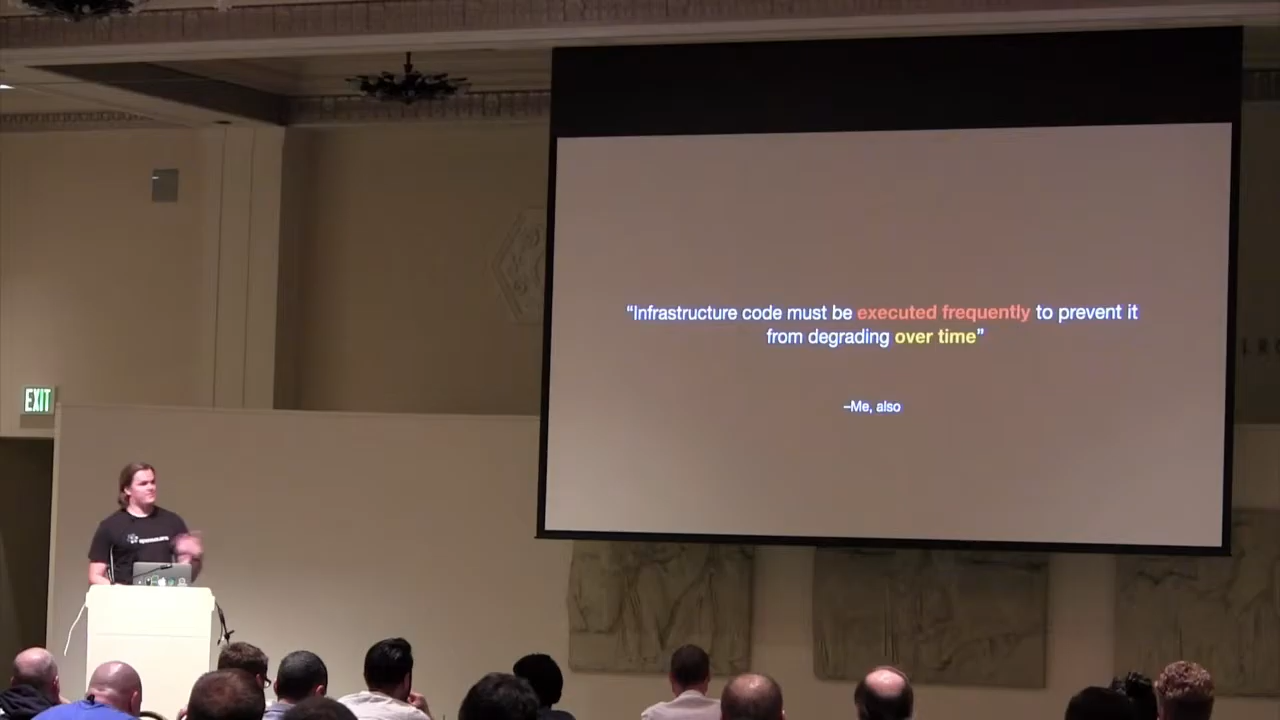 “Infrastructure code must be executed frequently to prevent it
from degrading over time”
–Me, also
EXIT